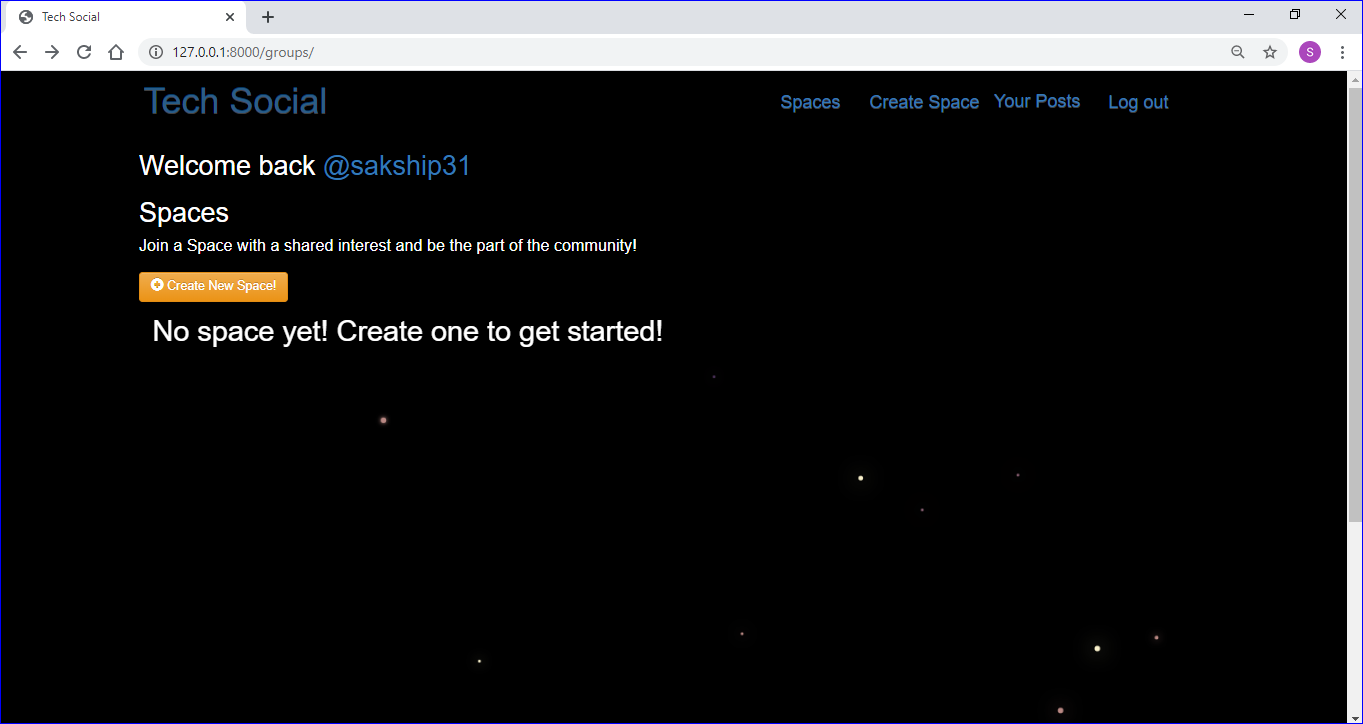 Tech Social
127.0.0.1:8000/groups/
S
Tech Social
Spaces Create Space Your Posts Log out
Welcome back @sakship31
Spaces
Join a Space with a shared interest and be the part of the community!
Create New Space!
No space yet! Create one to get started!